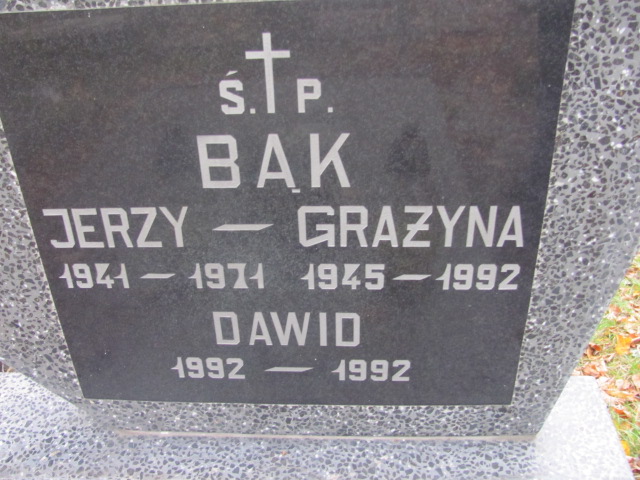 Ś. P.
BĄK
JERZY — GRAŻYNA
1941 — 1971 1945 — 1992
DAWID
1992 — 1992